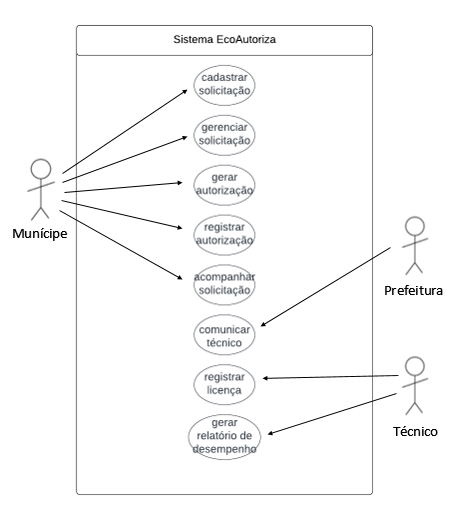 Sistema EcoAutoriza
cadastrar
solicitação
gerenciar
solicitação
gerar
autorização
registrar
autorização
acompanhar
solicitação
comunicar
técnico
registrar
licença
gerar
relatório de
desempenho
Munícipe
Prefeitura
Técnico